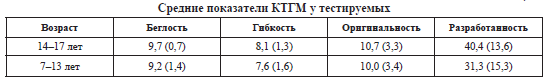 Средние показатели КТГМ у тестируемых
Возраст Беглость Гибкость Оригинальность Разработанность
14–17 лет 9,7 (0,7) 8,1 (1,3) 10,7 (3,3) 40,4 (13,6)
7–13 лет 9,2 (1,4) 7,6 (1,6) 10,0 (3,4) 31,3 (15,3)